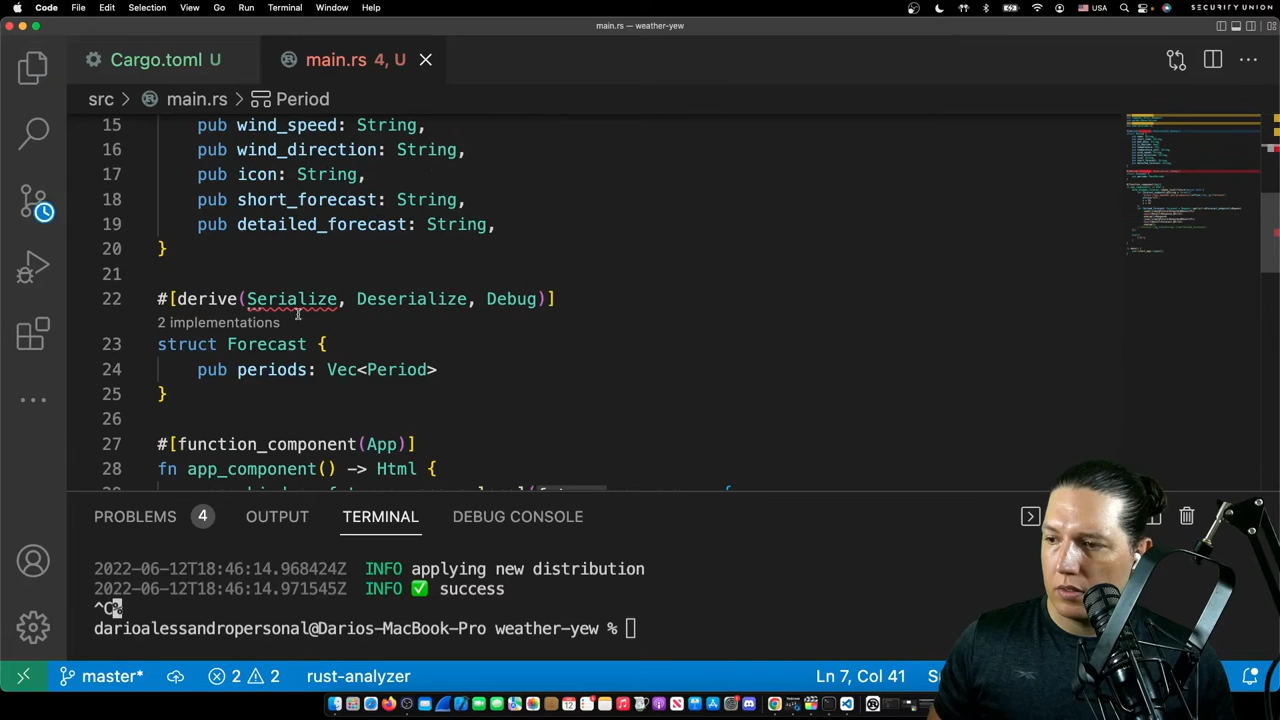 Code File Edit Selection View Go Run Terminal Window Help USA SECURITY UNION
main.rs — weather-yew
Cargo.toml U main.rs 4, U
src > main.rs > Period
15 pub wind_speed: String,
16 pub wind_direction: String,
17 pub icon: String,
18 pub short_forecast: String,
19 pub detailed_forecast: String,
20 }
21
22 #[derive(Serialize, Deserialize, Debug)]
2 implementations
23 struct Forecast {
24 pub periods: Vec<Period>
25 }
26
27 #[function_component(App)]
28 fn app_component() -> Html {
PROBLEMS 4 OUTPUT TERMINAL DEBUG CONSOLE
2022-06-12T18:46:14.968424Z INFO applying new distribution
2022-06-12T18:46:14.971545Z INFO ✅ success
^C%
darioalessandropersonal@Darios-MacBook-Pro weather-yew %
master* 2 2 rust-analyzer Ln 7, Col 41